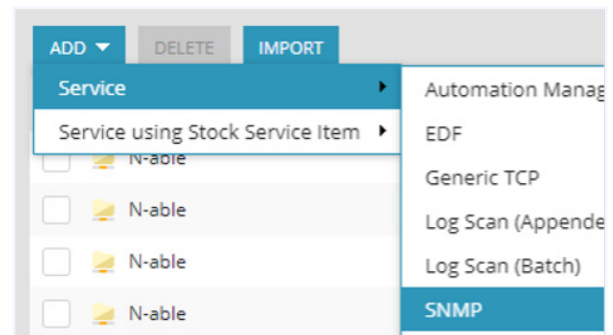 ADD
DELETE
IMPORT
Service
Service using Stock Service Item
N-able
N-able
N-able
N-able
Automation Manag
EDF
Generic TCP
Log Scan (Appende
Log Scan (Batch)
SNMP